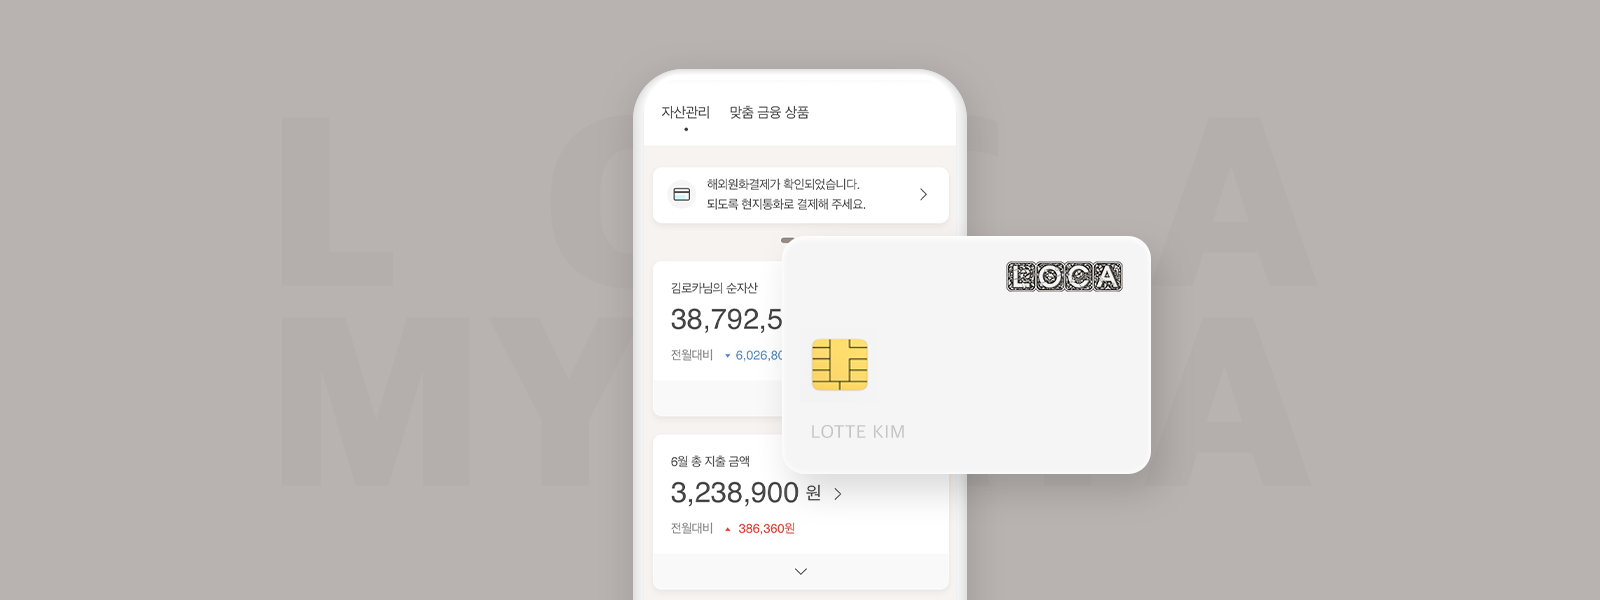 자산관리 맞춤 금융 상품
해외원화결제가 확인되었습니다.
되도록 현지통화로 결제해 주세요.
LOCA
김로카님의 순자산
38,792,5
전월대비 6,026,80
LOTTE KIM
6월 총 지출 금액
3,238,900 원
전월대비 386,360원